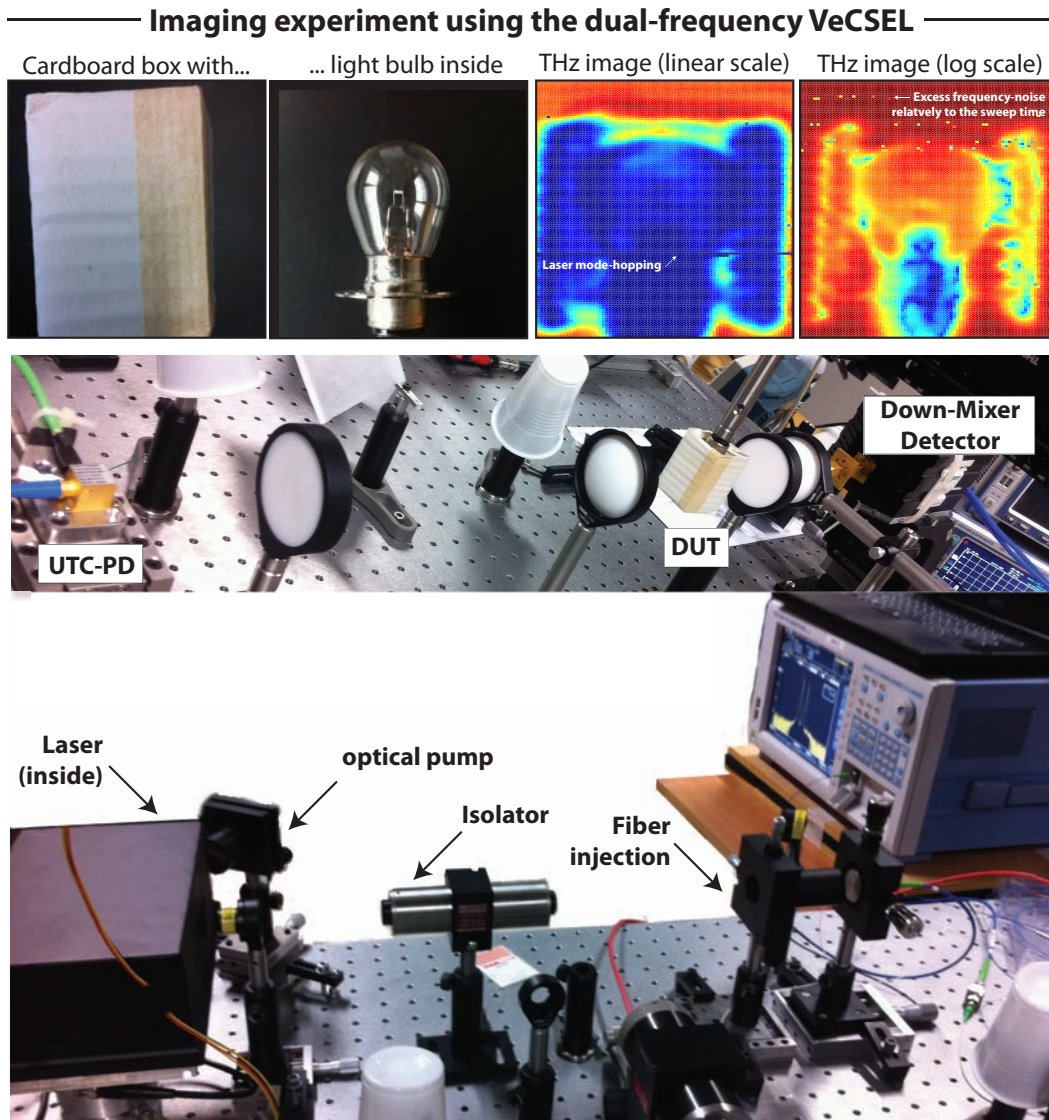 Imaging experiment using the dual-frequency VeCSEL
Cardboard box with...
... light bulb inside
THz image (linear scale)
THz image (log scale)
Excess frequency-noise
relatvely to the sweep time
Laser mode-hopping
Down-Mixer
Detector
UTC-PD
DUT
Laser
(inside)
optical pump
Isolator
Fiber
injection